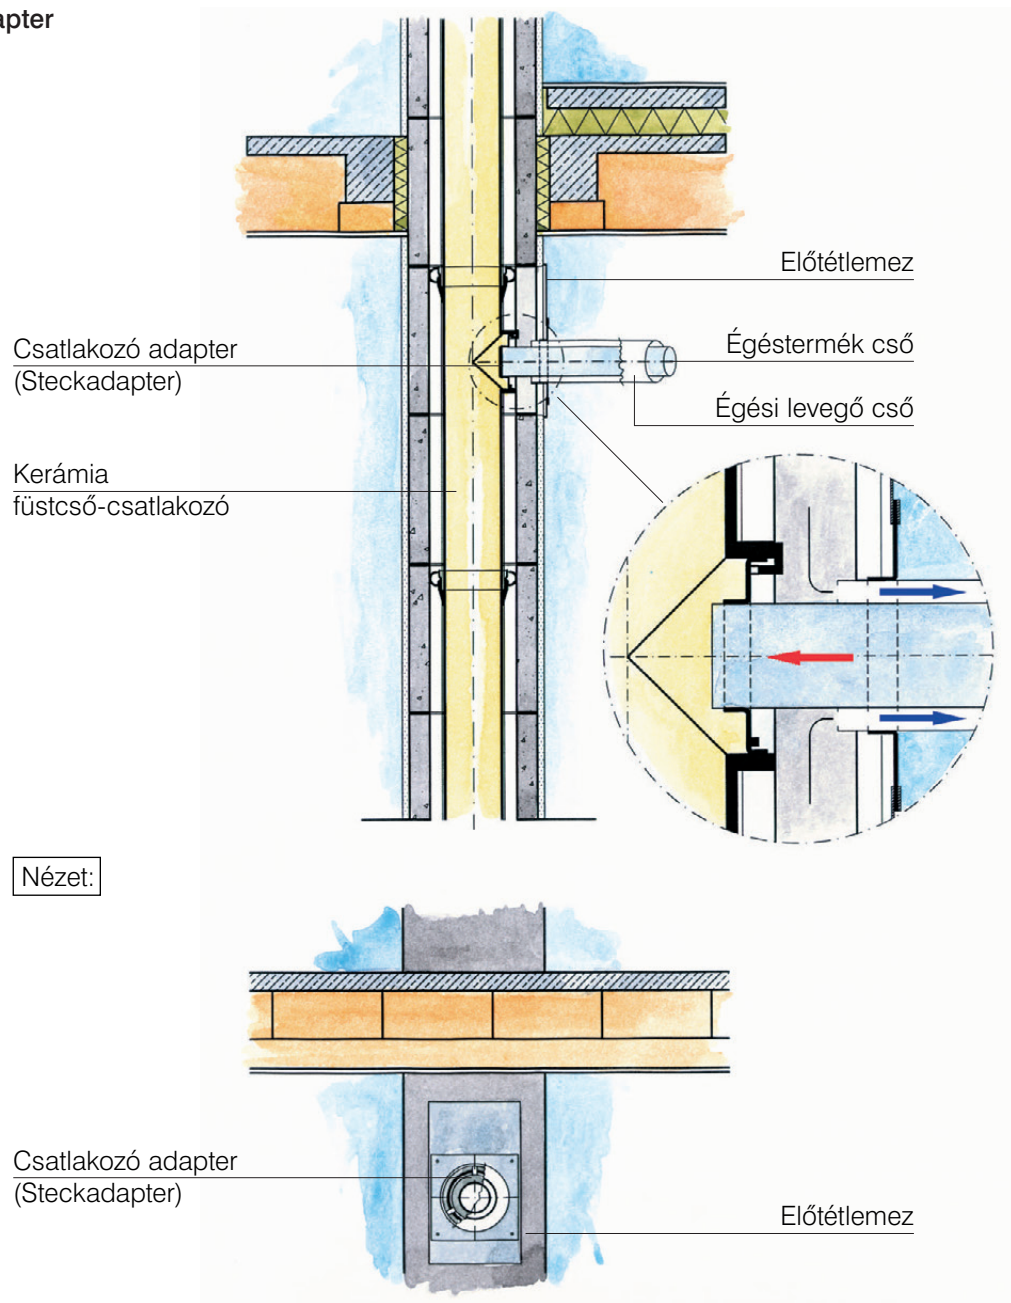 apter
Előtétlemez
Csatlakozó adapter
(Steckadapter)
Égéstermék cső
Égési levegő cső
Kerámia
füstcső-csatlakozó
Nézet:
Csatlakozó adapter
(Steckadapter)
Előtétlemez